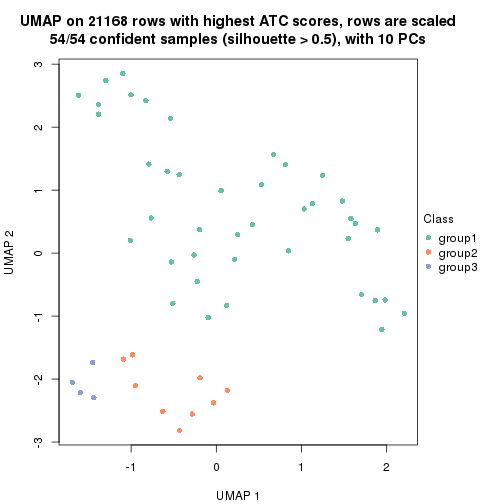 UMAP on 21168 rows with highest ATC scores, rows are scaled
54/54 confident samples (silhouette > 0.5), with 10 PCs
3
2
1
0
-1
-2
-3
UMAP 2
-1
0
1
2
UMAP 1
Class
group1
group2
group3